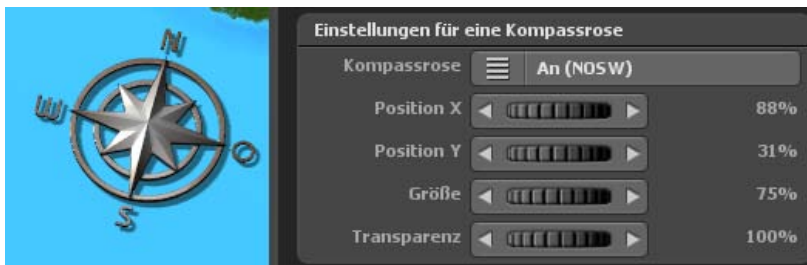 N
W
O
S
Einstellungen für eine Kompassrose
Kompassrose An (NOSW)
Position X 88%
Position Y 31%
Größe 75%
Transparenz 100%